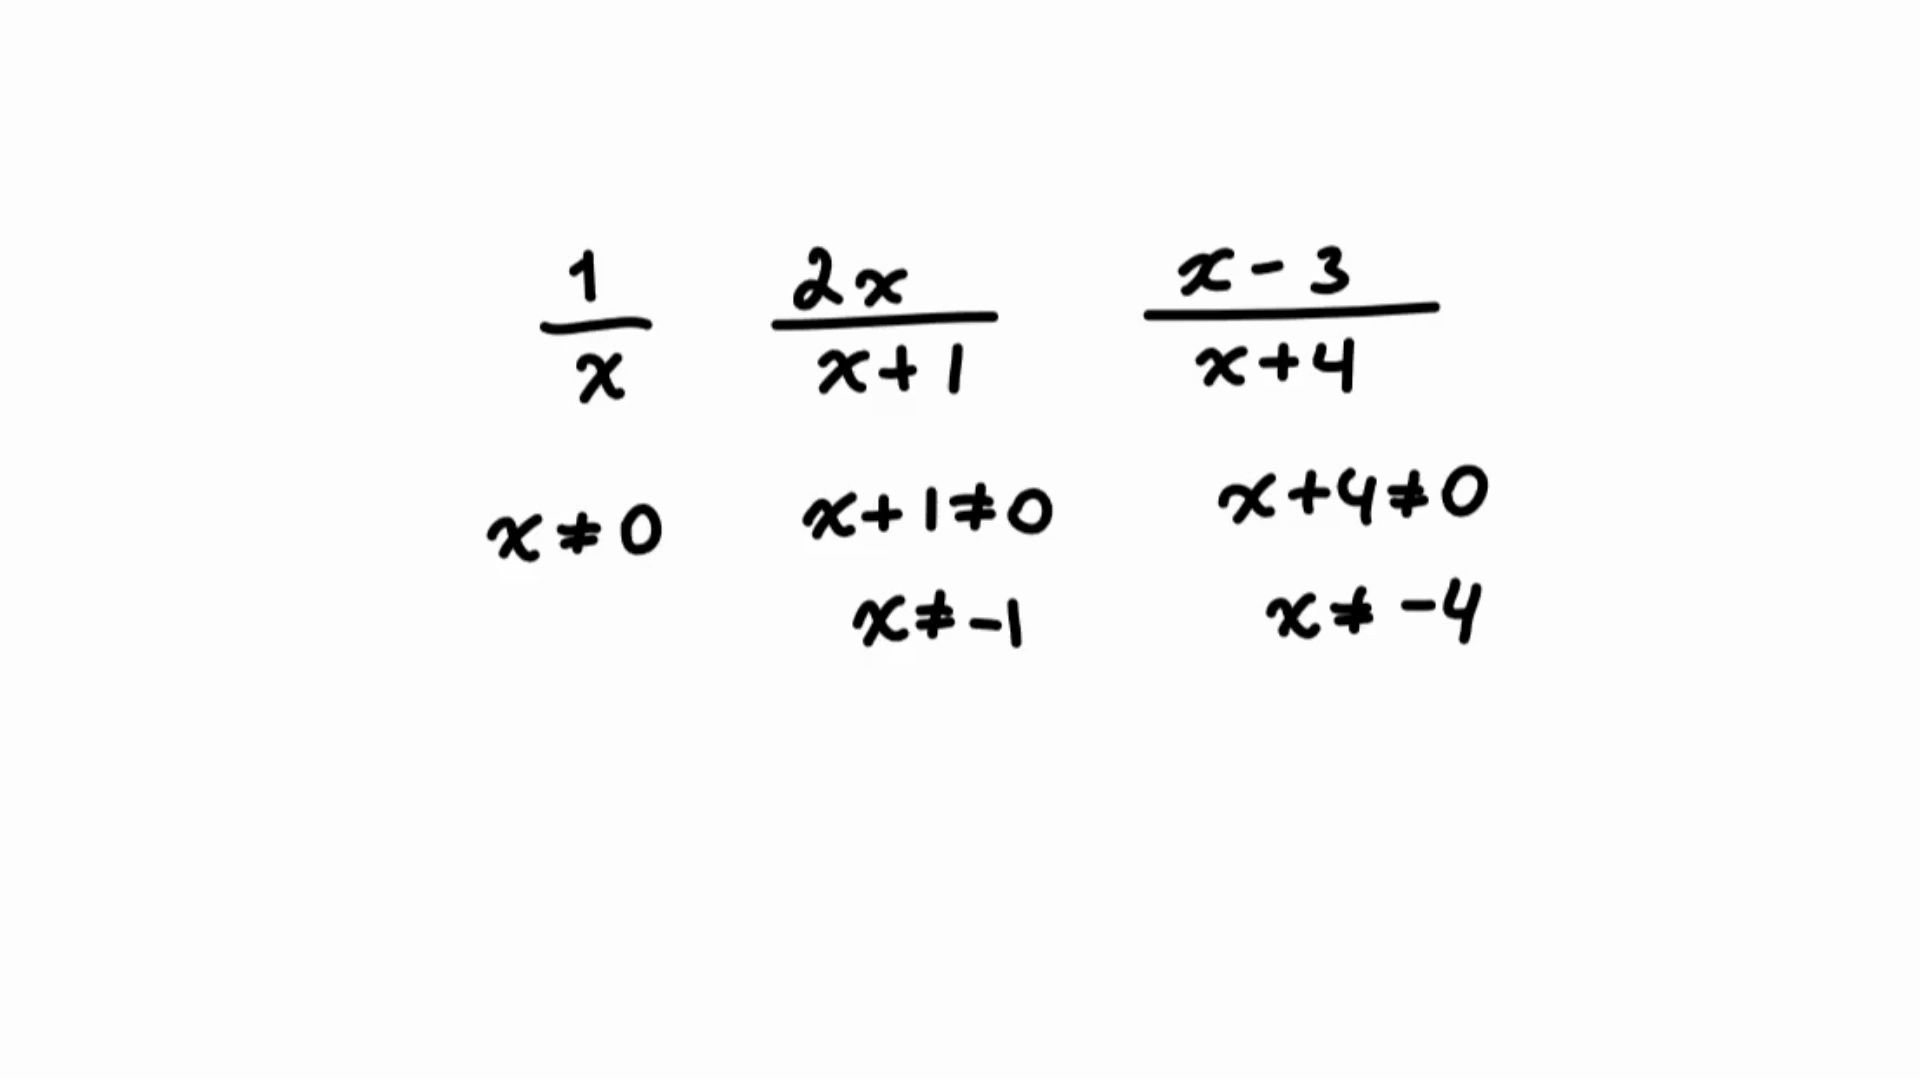 1/x 2x/(x+1) (x-3)/(x+4)
x≠0 x+1≠0 x+4≠0
x≠-1 x≠-4